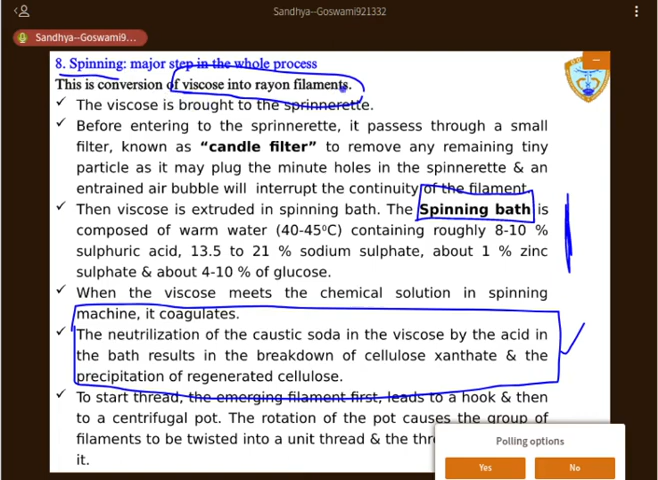 Sandhya--Goswami921332
Sandhya--Goswami9...
8. Spinning: major step in the whole process
This is conversion of viscose into rayon filaments.
✓ The viscose is brought to the sprinnerette.
✓ Before entering to the sprinnerette, it passess through a small
filter, known as “candle filter” to remove any remaining tiny
particle as it may plug the minute holes in the spinnerette & an
entrained air bubble will interrupt the continuity of the filament.
✓ Then viscose is extruded in spinning bath. The Spinning bath is
composed of warm water (40-45⁰C) containing roughly 8-10 %
sulphuric acid, 13.5 to 21 % sodium sulphate, about 1 % zinc
sulphate & about 4-10 % of glucose.
✓ When the viscose meets the chemical solution in spinning
machine, it coagulates.
✓ The neutrilization of the caustic soda in the viscose by the acid in
the bath results in the breakdown of cellulose xanthate & the
precipitation of regenerated cellulose.
✓ To start thread, the emerging filament first, leads to a hook & then
to a centrifugal pot. The rotation of the pot causes the group of
filaments to be twisted into a unit thread & the
it.
Polling options
Yes No